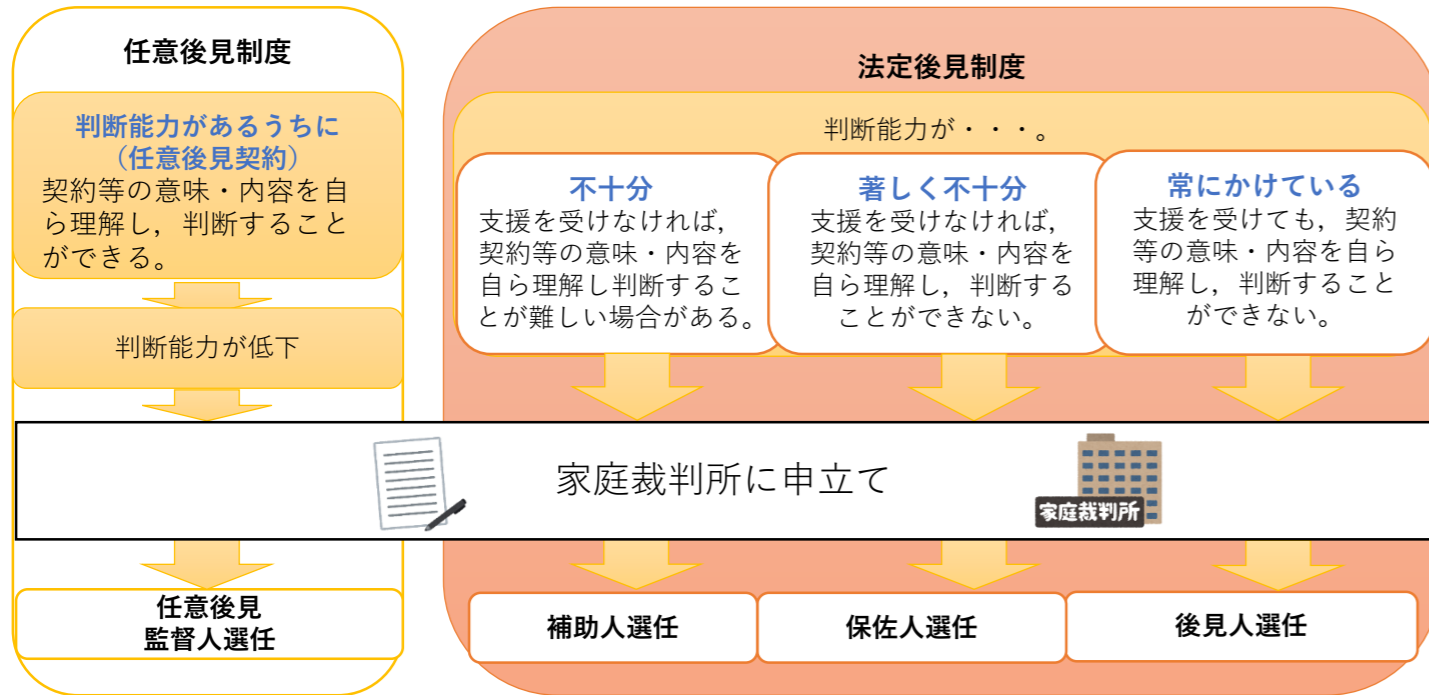 任意後見制度
判断能力があるうちに
（任意後見契約）
契約等の意味・内容を自
ら理解し，判断すること
ができる。
判断能力が低下
法定後見制度
判断能力が・・・。
不十分
支援を受けなければ，
契約等の意味・内容を
自ら理解し判断するこ
とが難しい場合がある。
著しく不十分
支援を受けなければ，
契約等の意味・内容を
自ら理解し，判断する
ことができない。
常にかけている
支援を受けても，契約
等の意味・内容を自ら
理解し，判断すること
ができない。
家庭裁判所に申立て
家庭裁判所
任意後見
監督人選任
補助人選任
保佐人選任
後見人選任